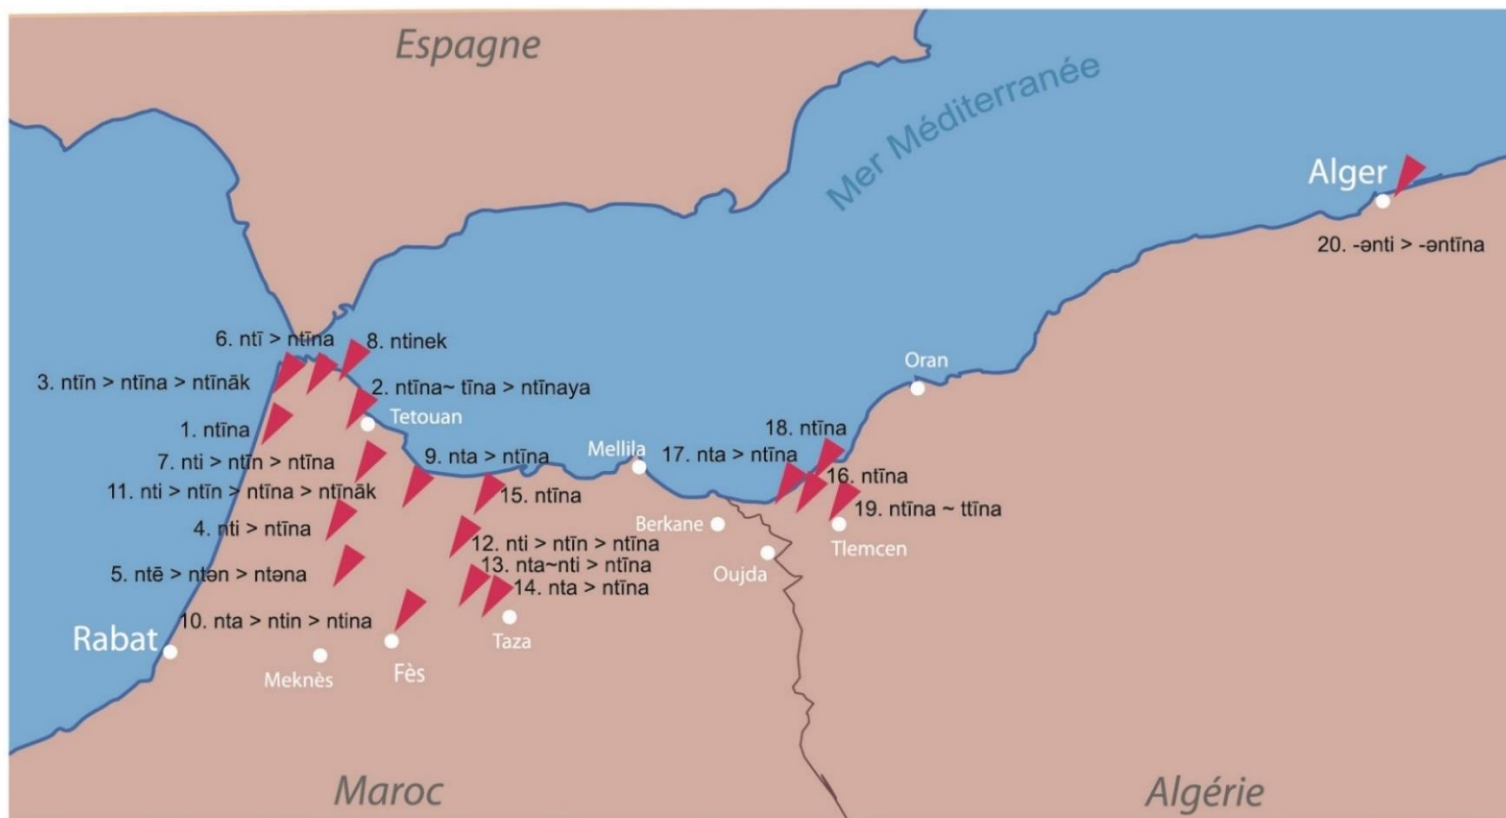 Espagne
Mer Méditerranée
Alger
20. -ənti > -əntīna
6. ntī > ntīna
8. ntinek
3. ntīn > ntīna > ntīnāk
2. ntīna~ tīna > ntīnaya
Oran
Tetouan
1. ntīna
18. ntīna
9. nta > ntīna
Mellila
17. nta > ntīna
7. nti > ntīn > ntīna
16. ntīna
11. nti > ntīn > ntīna > ntīnāk
15. ntīna
19. ntīna ~ ttīna
4. nti > ntīna
Berkane
Tlemcen
12. nti > ntīn > ntīna
Oujda
13. nta~nti > ntīna
5. ntē > ntən > ntəna
14. nta > ntīna
10. nta > ntin > ntina
Rabat
Taza
Meknès
Fès
Maroc
Algérie